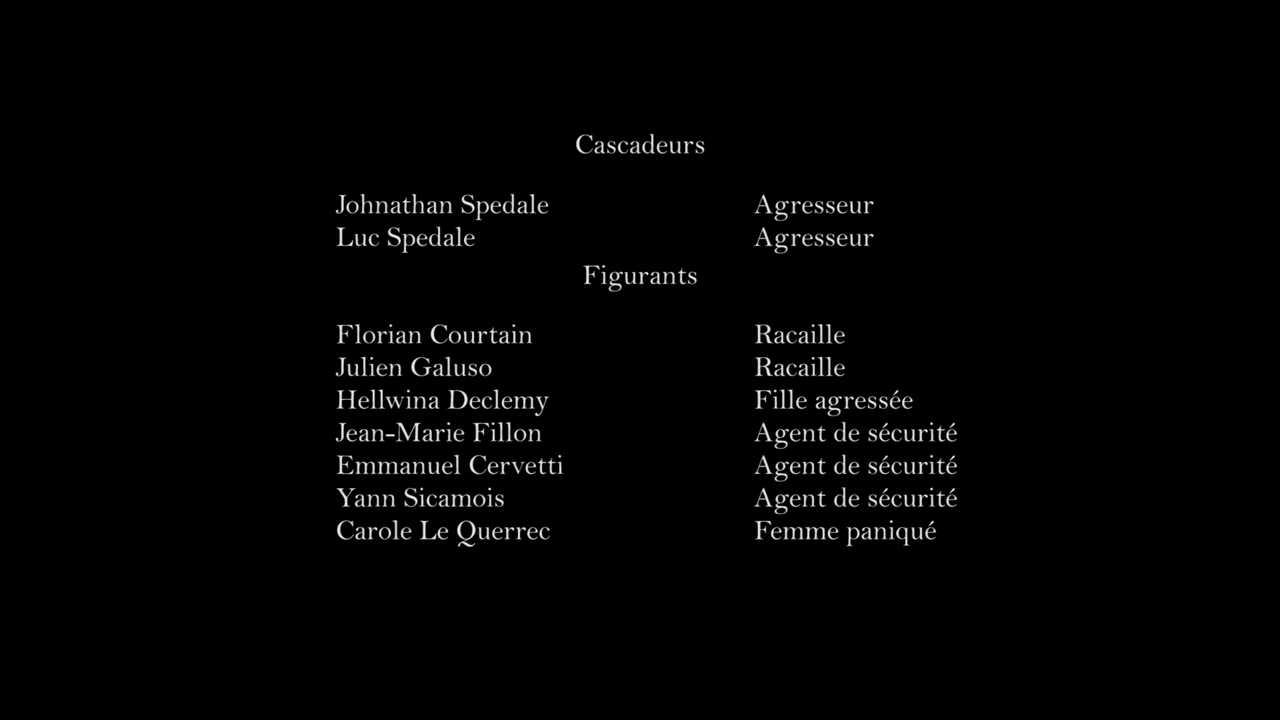 Cascadeurs
Johnathan Spedale Agresseur
Luc Spedale Agresseur
Figurants
Florian Courtain Racaille
Julien Galuso Racaille
Hellwina Declemy Fille agressée
Jean-Marie Fillon Agent de sécurité
Emmanuel Cervetti Agent de sécurité
Yann Sicamois Agent de sécurité
Carole Le Querrec Femme paniqué